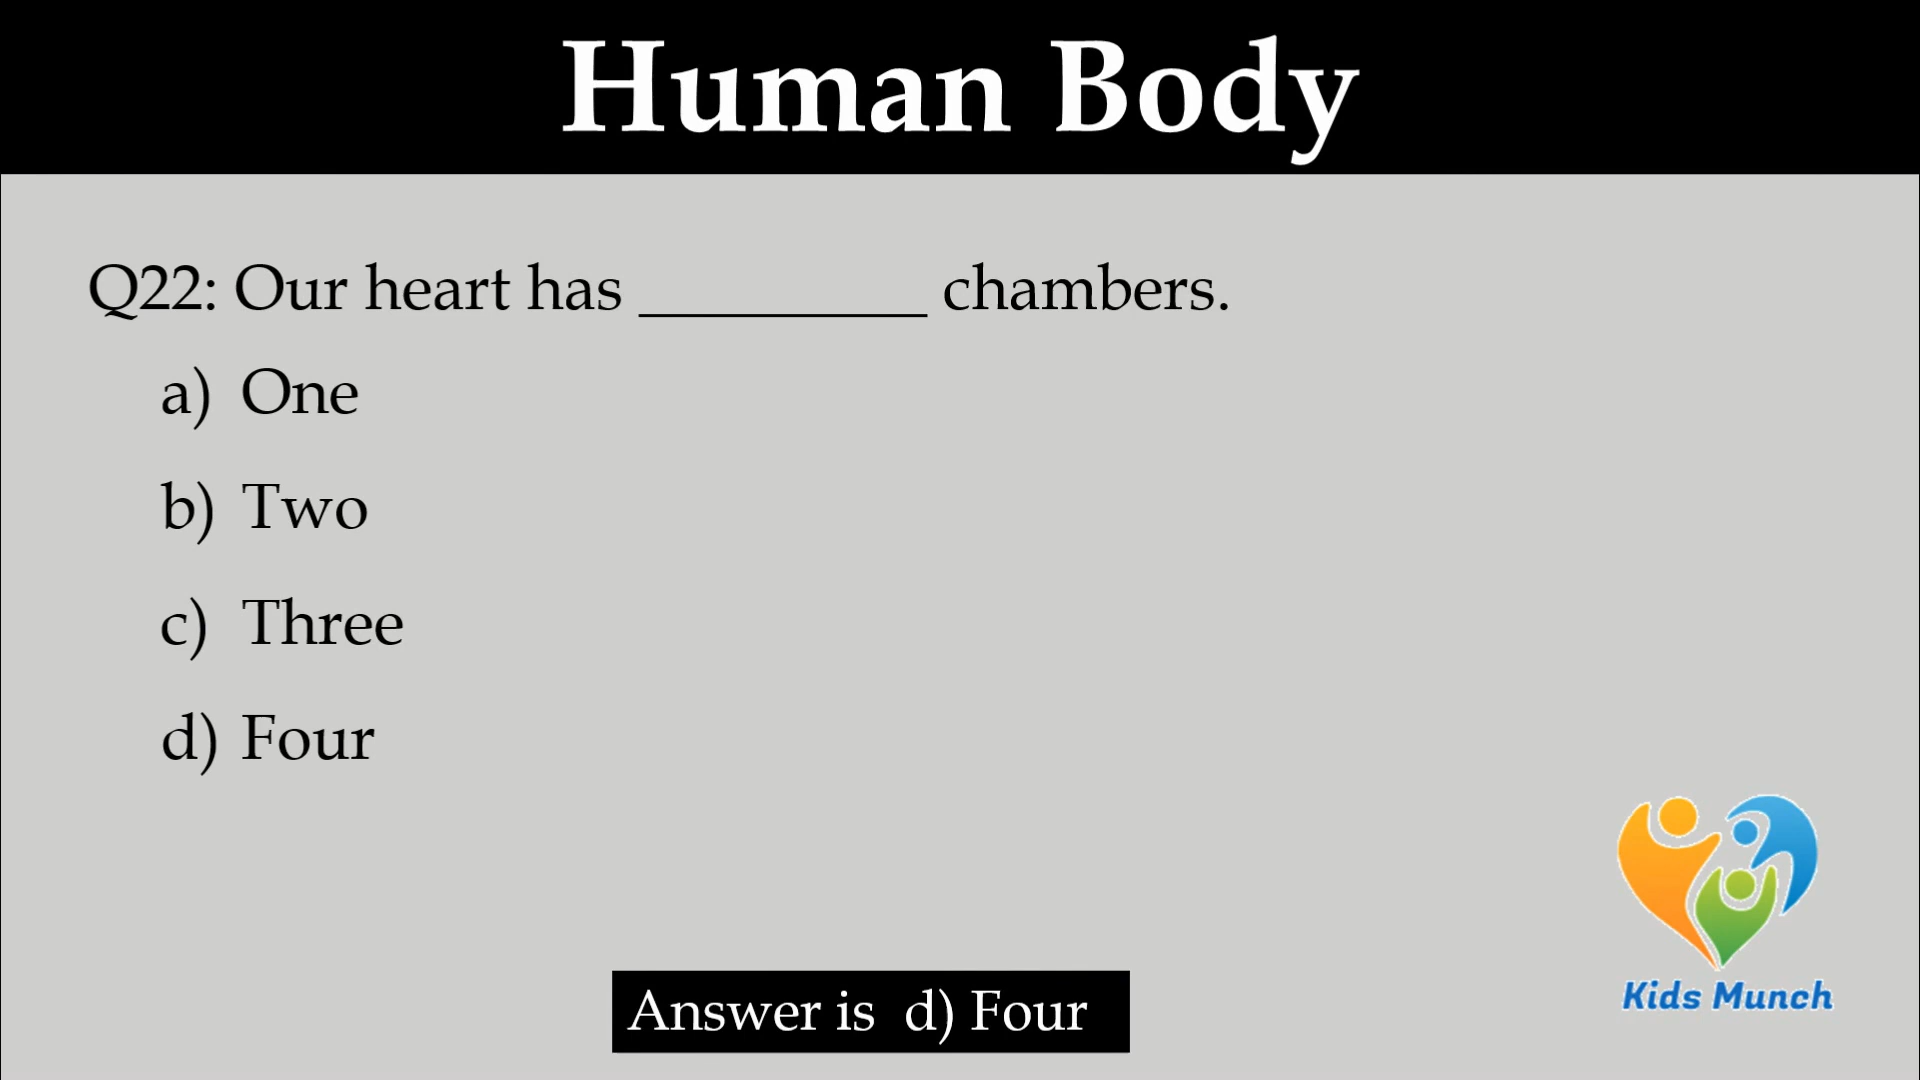 Human Body
Q22: Our heart has _________ chambers.
a) One
b) Two
c) Three
d) Four
Kids Munch
Answer is d) Four